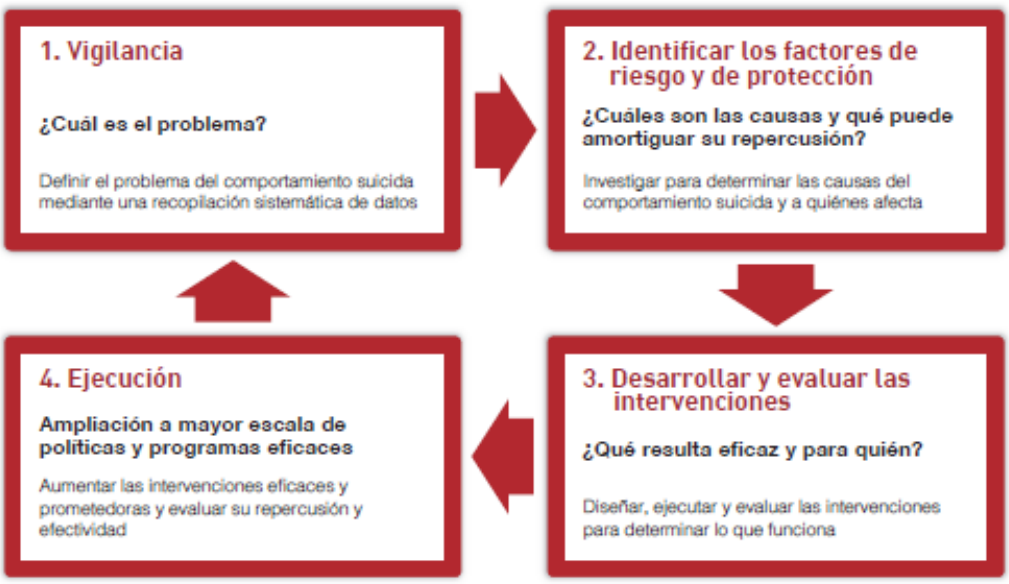 1. Vigilancia
¿Cuál es el problema?
Definir el problema del comportamiento suicida
mediante una recopilación sistemática de datos
2. Identificar los factores de
riesgo y de protección
¿Cuáles son las causas y qué puede
amortiguar su repercusión?
Investigar para determinar las causas del
comportamiento suicida y a quiénes afecta
3. Desarrollar y evaluar las
intervenciones
¿Qué resulta eficaz y para quién?
Diseñar, ejecutar y evaluar las intervenciones
para determinar lo que funciona
4. Ejecución
Ampliación a mayor escala de
políticas y programas eficaces
Aumentar las intervenciones eficaces y
prometedoras y evaluar su repercusión y
efectividad